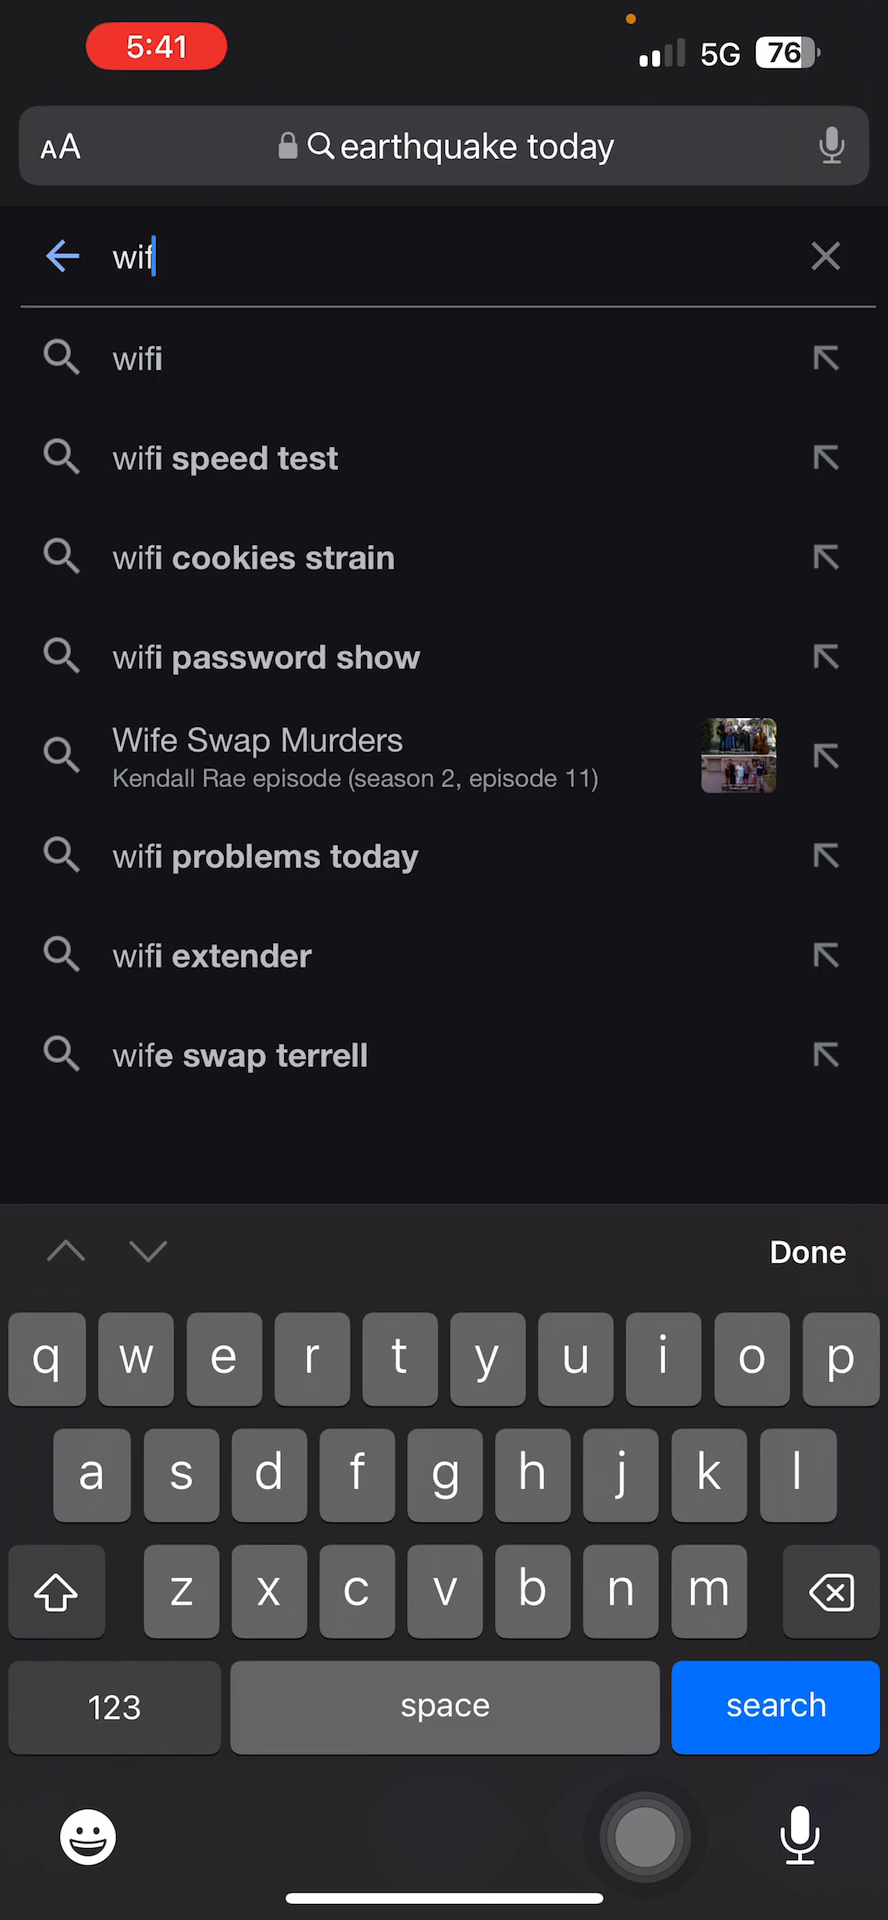 5:41
5G 76
AA earthquake today
wif
wifi
wifi speed test
wifi cookies strain
wifi password show
Wife Swap Murders
Kendall Rae episode (season 2, episode 11)
wifi problems today
wifi extender
wife swap terrell
Done
q w e r t y u i o p
a s d f g h j k l
z x c v b n m
123 space search